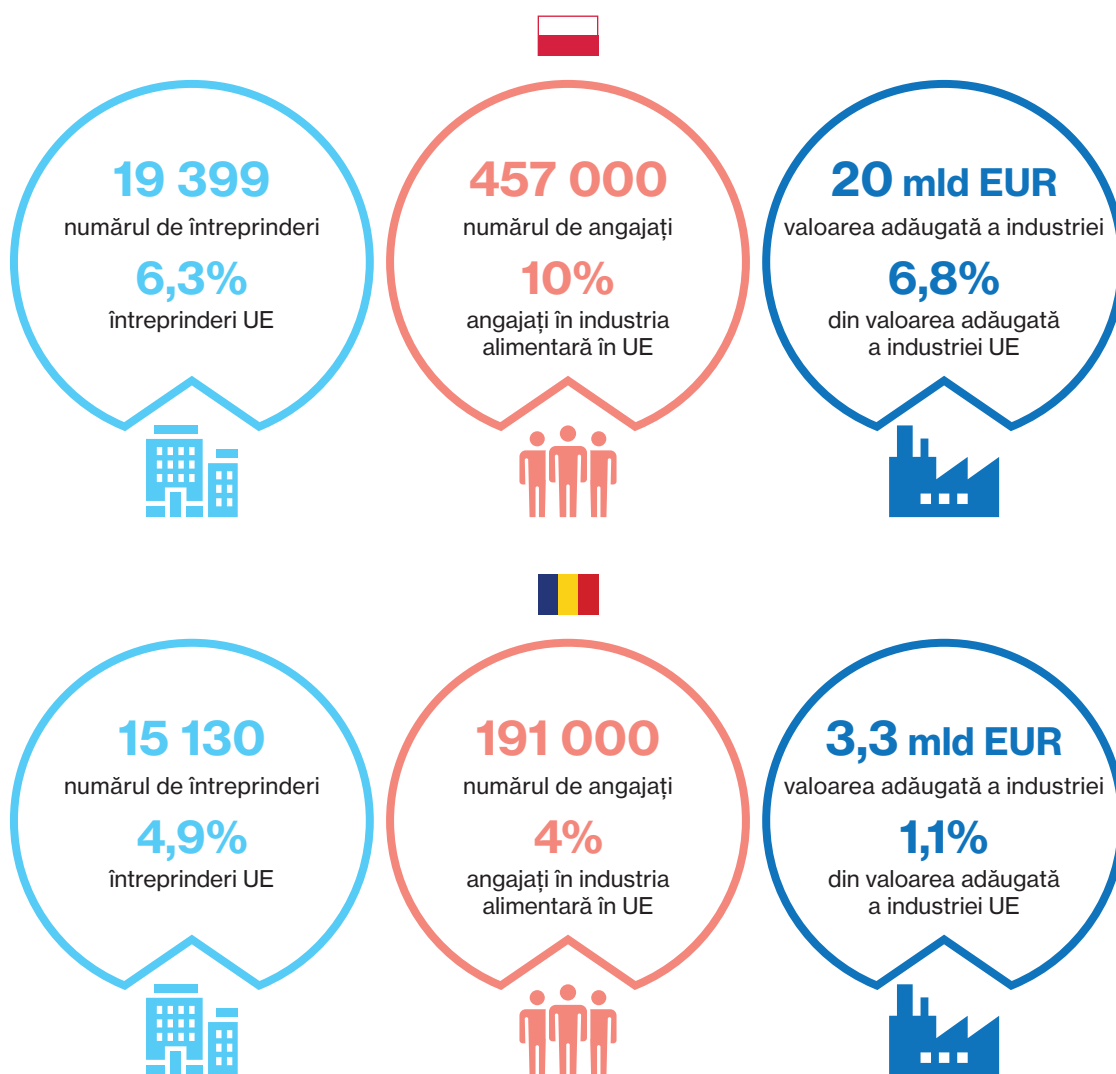 19 399
numărul de întreprinderi
6,3%
întreprinderi UE
457 000
numărul de angajați
10%
angajați în industria
alimentară în UE
20 mld EUR
valoarea adăugată a industriei
6,8%
din valoarea adăugată
a industriei UE
15 130
numărul de întreprinderi
4,9%
întreprinderi UE
191 000
numărul de angajați
4%
angajați în industria
alimentară în UE
3,3 mld EUR
valoarea adăugată a industriei
1,1%
din valoarea adăugată
a industriei UE